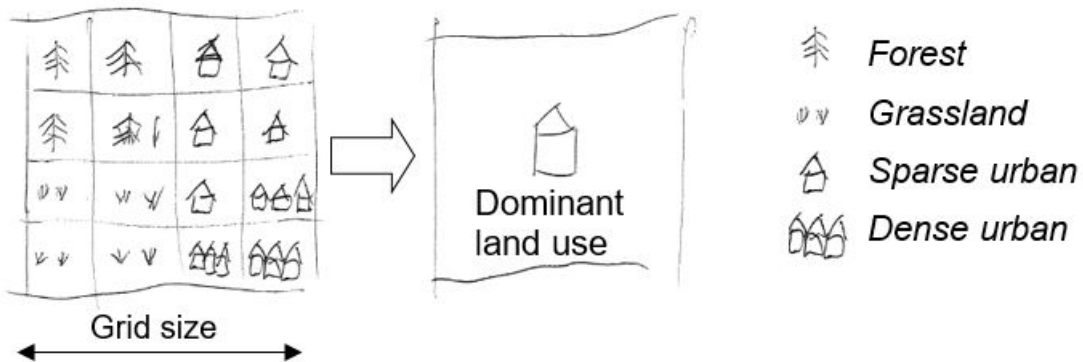 Grid size
Dominant
land use
Forest
Grassland
Sparse urban
Dense urban